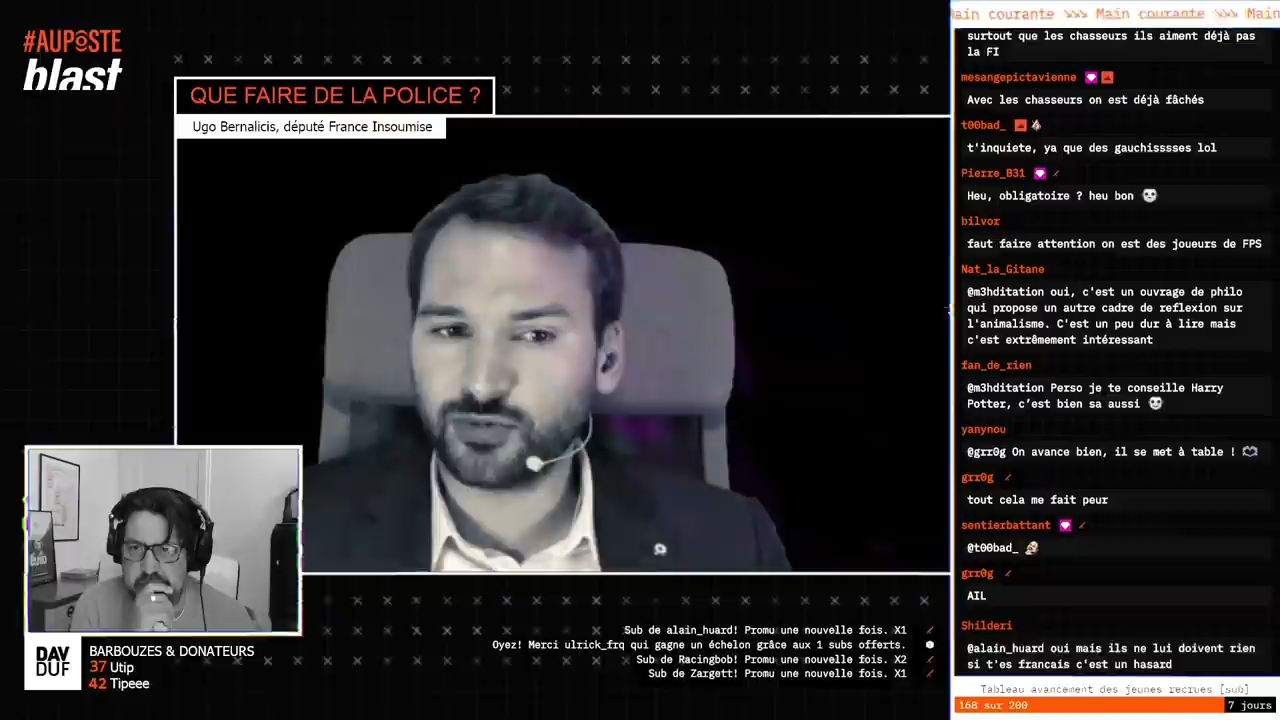 #AUPOSTE
blast
QUE FAIRE DE LA POLICE ?
Ugo Bernalicis, député France Insoumise
DAV
DUF
BARBOUZES & DONATEURS
37 Utip
42 Tipeee
Sub de alain_huard! Promu une nouvelle fois. X1
Oyez! Merci ulrick_frq qui gagne un échelon grâce aux 1 subs offerts.
Sub de Racingbob! Promu une nouvelle fois. X2
Sub de Zargett! Promu une nouvelle fois. X1
ain courante >>> Main courante >>> Main
surtout que les chasseurs ils aiment déjà pas
la FI
mesangepictavienne
Avec les chasseurs on est déjà fâchés
t00bad_
t'inquiete, ya que des gauchisssses lol
Pierre_B31
Heu, obligatoire ? heu bon
bilvor
faut faire attention on est des joueurs de FPS
Nat_la_Gitane
@m3hditation oui, c'est un ouvrage de philo
qui propose un autre cadre de reflexion sur
l'animalisme. C'est un peu dur à lire mais
c'est extrêmement intéressant
fan_de_rien
@m3hditation Perso je te conseille Harry
Potter, c’est bien sa aussi
yanynou
@grr0g On avance bien, il se met à table !
grr0g
tout cela me fait peur
sentierbattant
@t00bad_
grr0g
AIL
Shilderi
@alain_huard oui mais ils ne lui doivent rien
si t'es francais c'est un hasard
Tableau avancement des jeunes recrues [sub]
168 sur 200
7 jours